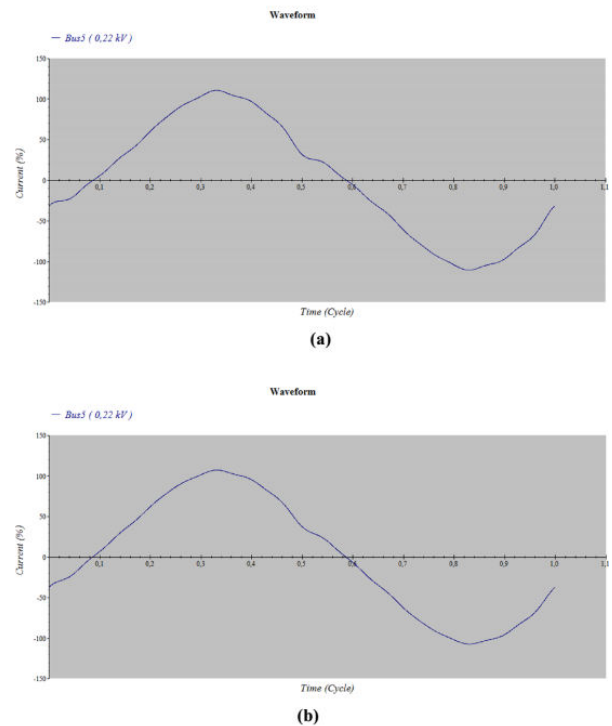 Waveform
Bus5 ( 0,22 kV )
150
100
50
0
-50
-100
-150
Current (%)
0,1 0,2 0,3 0,4 0,5 0,6 0,7 0,8 0,9 1,0 1,1
Time (Cycle)
(a)
Waveform
Bus5 ( 0,22 kV )
150
100
50
0
-50
-100
-150
Current (%)
0,1 0,2 0,3 0,4 0,5 0,6 0,7 0,8 0,9 1,0 1,1
Time (Cycle)
(b)